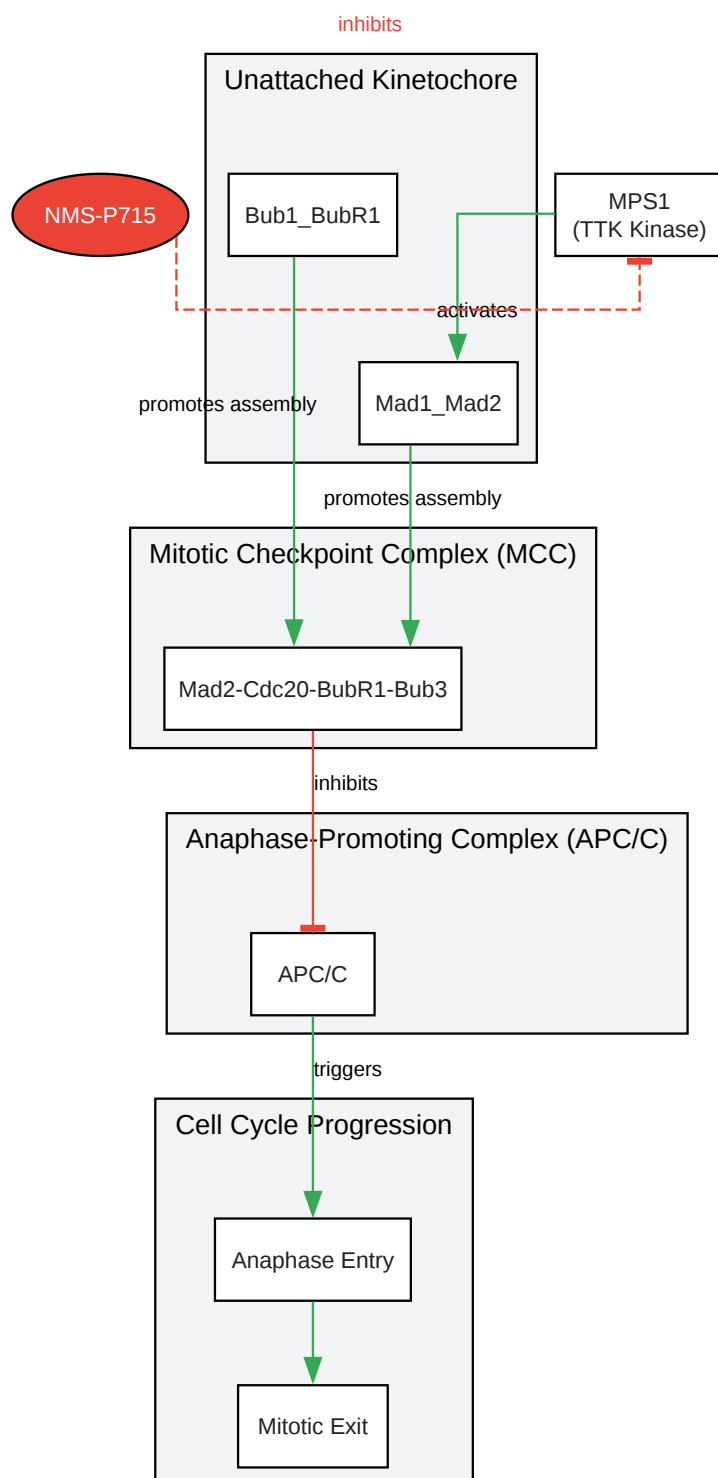 inhibits
Unattached Kinetochore
NMS-P715
Bub1_BubR1
MPS1
(TTK Kinase)
activates
Mad1_Mad2
promotes assembly
promotes assembly
Mitotic Checkpoint Complex (MCC)
Mad2-Cdc20-BubR1-Bub3
inhibits
Anaphase-Promoting Complex (APC/C)
APC/C
triggers
Cell Cycle Progression
Anaphase Entry
Mitotic Exit